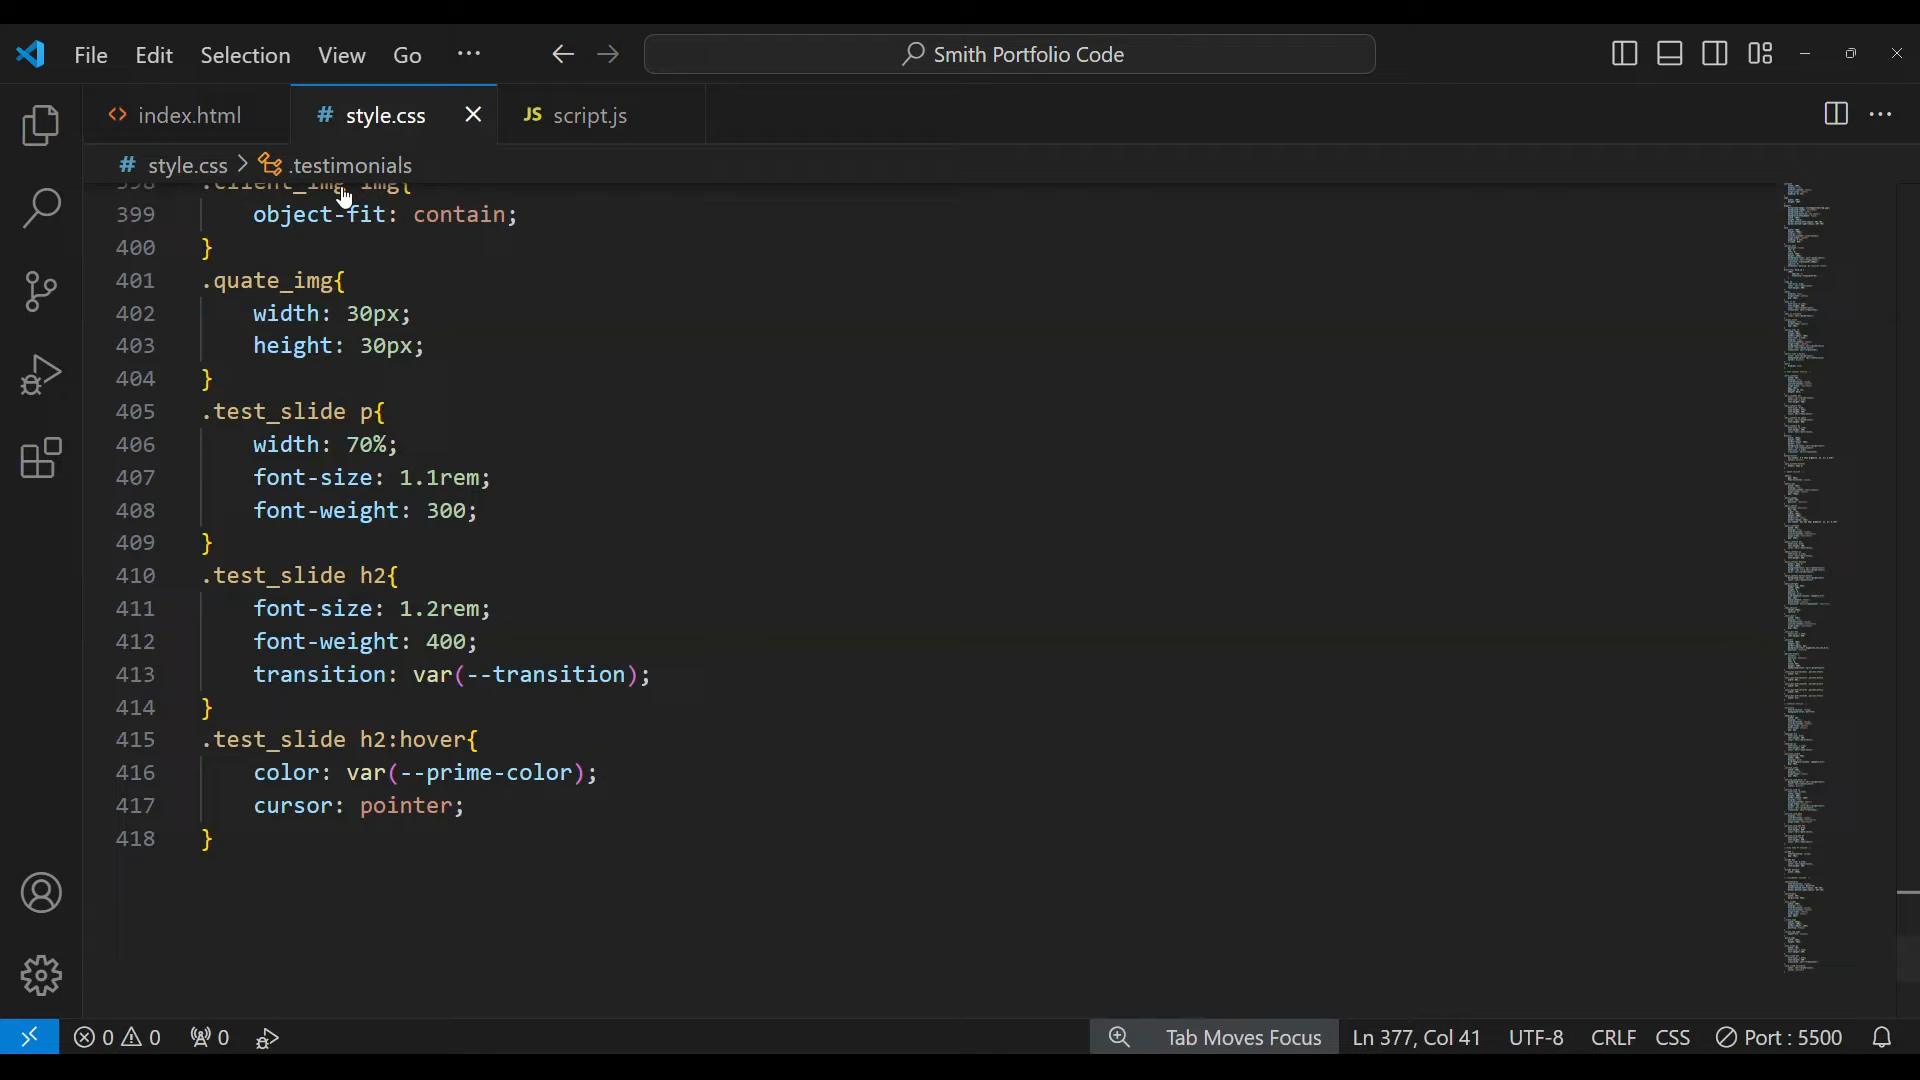 File Edit Selection View Go ··· Smith Portfolio Code
<> index.html # style.css JS script.js
# style.css > .testimonials
398 .client_img img{
399 object-fit: contain;
400 }
401 .quate_img{
402 width: 30px;
403 height: 30px;
404 }
405 .test_slide p{
406 width: 70%;
407 font-size: 1.1rem;
408 font-weight: 300;
409 }
410 .test_slide h2{
411 font-size: 1.2rem;
412 font-weight: 400;
413 transition: var(--transition);
414 }
415 .test_slide h2:hover{
416 color: var(--prime-color);
417 cursor: pointer;
418 }
0 0 0 Tab Moves Focus Ln 377, Col 41 UTF-8 CRLF CSS Port : 5500